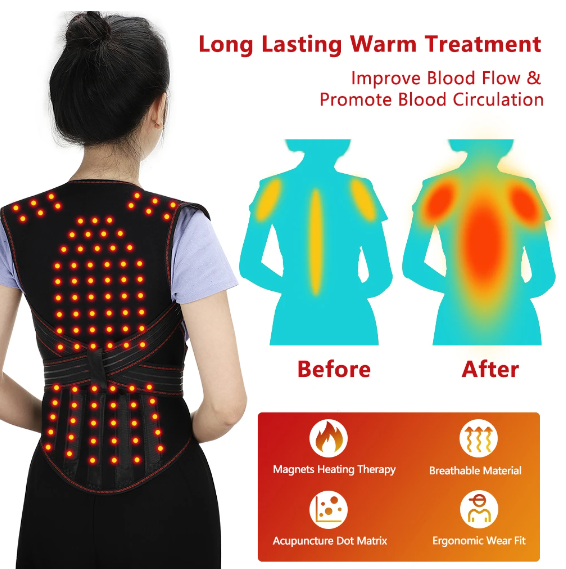 Long Lasting Warm Treatment
Improve Blood Flow &
Promote Blood Circulation
Before
After
Magnets Heating Therapy
Breathable Material
Acupuncture Dot Matrix
Ergonomic Wear Fit